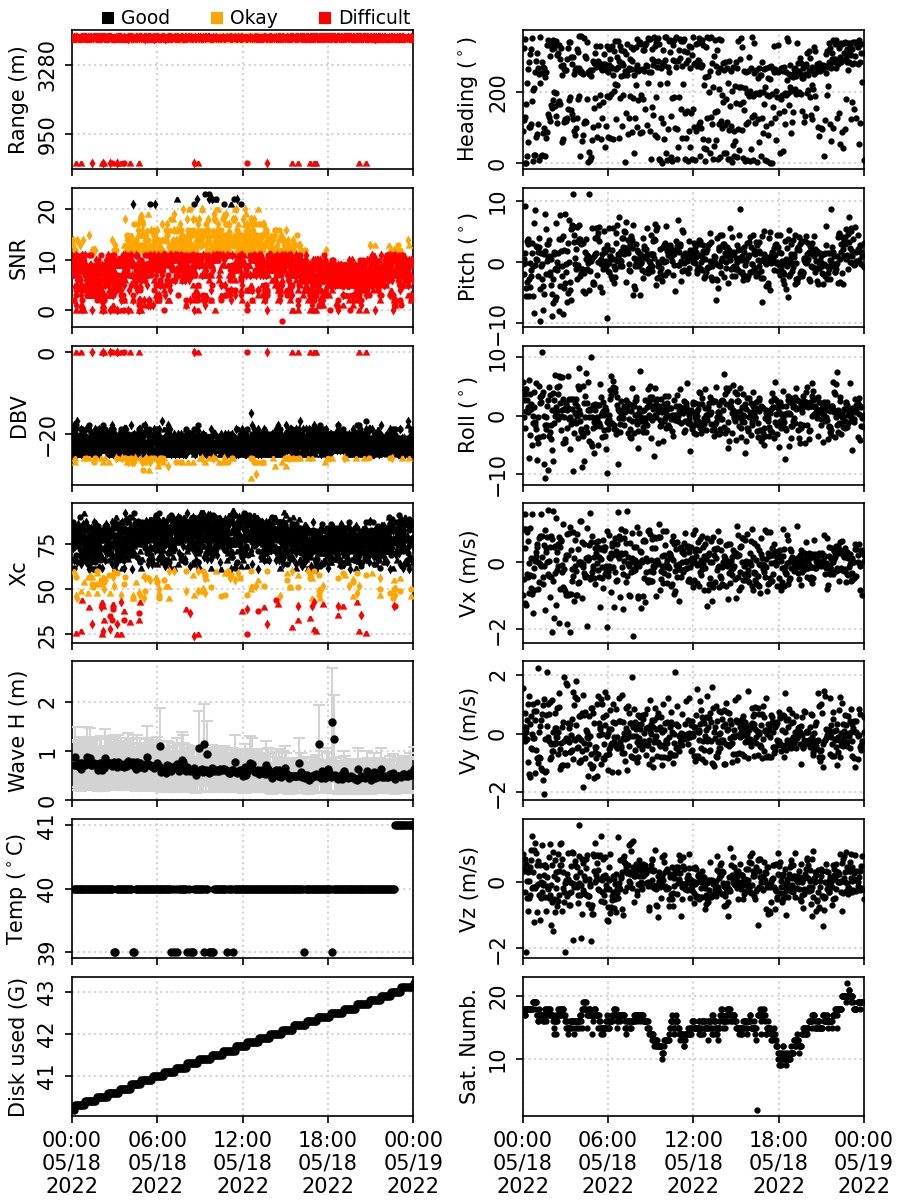 Good Okay Difficult
Range (m)
3280
950
Heading (°)
200
0
SNR
20
10
0
Pitch (°)
10
0
−10
DBV
0
−20
Roll (°)
10
0
−10
Xc
75
50
25
Vx (m/s)
0
−2
Wave H (m)
2
1
0
Vy (m/s)
2
0
−2
Temp (°C)
41
40
39
Vz (m/s)
0
−2
Disk used (G)
43
42
41
Sat. Numb.
20
10
00:00 06:00 12:00 18:00 00:00
05/18 05/18 05/18 05/18 05/19
2022 2022 2022 2022 2022
00:00 06:00 12:00 18:00 00:00
05/18 05/18 05/18 05/18 05/19
2022 2022 2022 2022 2022